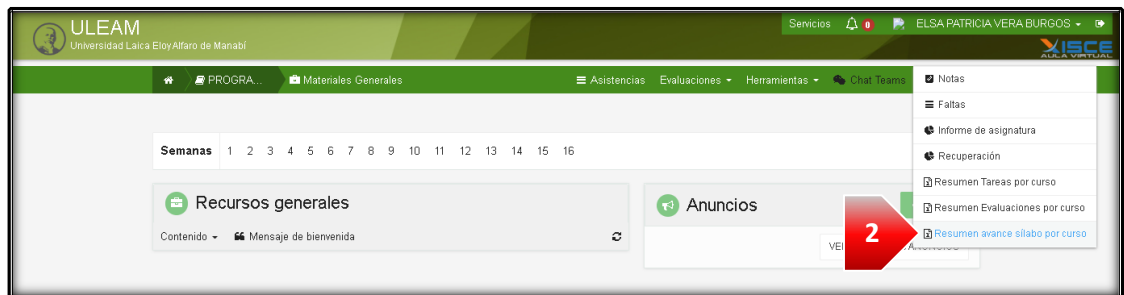 ULEAM
Universidad Laica Eloy Alfaro de Manabí
Servicios 0 ELSA PATRICIA VERA BURGOS
XISCE
AULA VIRTUAL
PROGRA... Materiales Generales Asistencias Evaluaciones Herramientas Chat Teams
Notas
Faltas
Informe de asignatura
Recuperación
Resumen Tareas por curso
Resumen Evaluaciones por curso
Resumen avance sílabo por curso
Semanas 1 2 3 4 5 6 7 8 9 10 11 12 13 14 15 16
Recursos generales
Contenido Mensaje de bienvenida
Anuncios
2